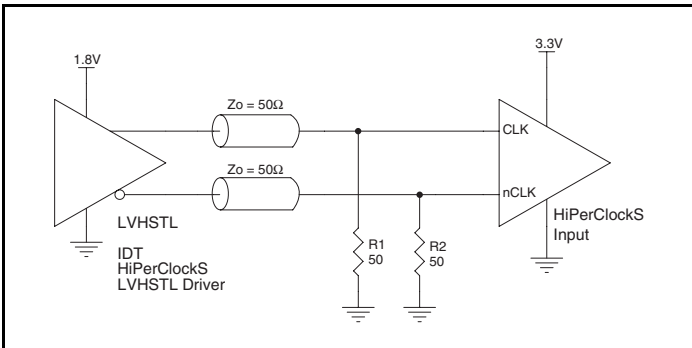 1.8V
3.3V
Zo = 50Ω
CLK
Zo = 50Ω
nCLK
LVHSTL
IDT
HiPerClockS
LVHSTL Driver
R1
50
R2
50
HiPerClockS
Input